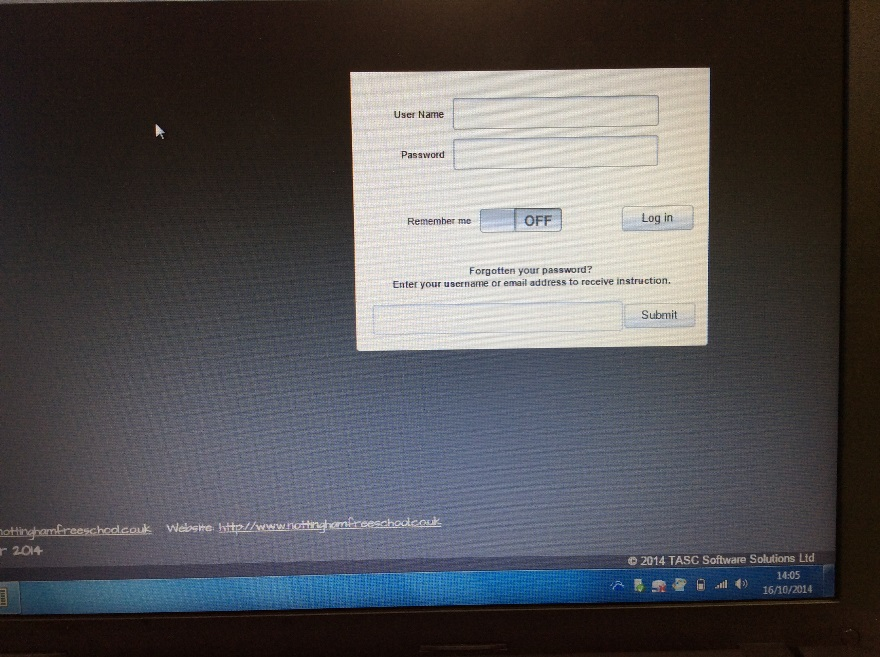 User Name
Password
Remember me OFF Log in
Forgotten your password?
Enter your username or email address to receive instruction.
Submit
nottinghamfreeschool.co.uk Website: http://www.nottinghamfreeschool.co.uk
r 2014
© 2014 TASC Software Solutions Ltd
14:05
16/10/2014